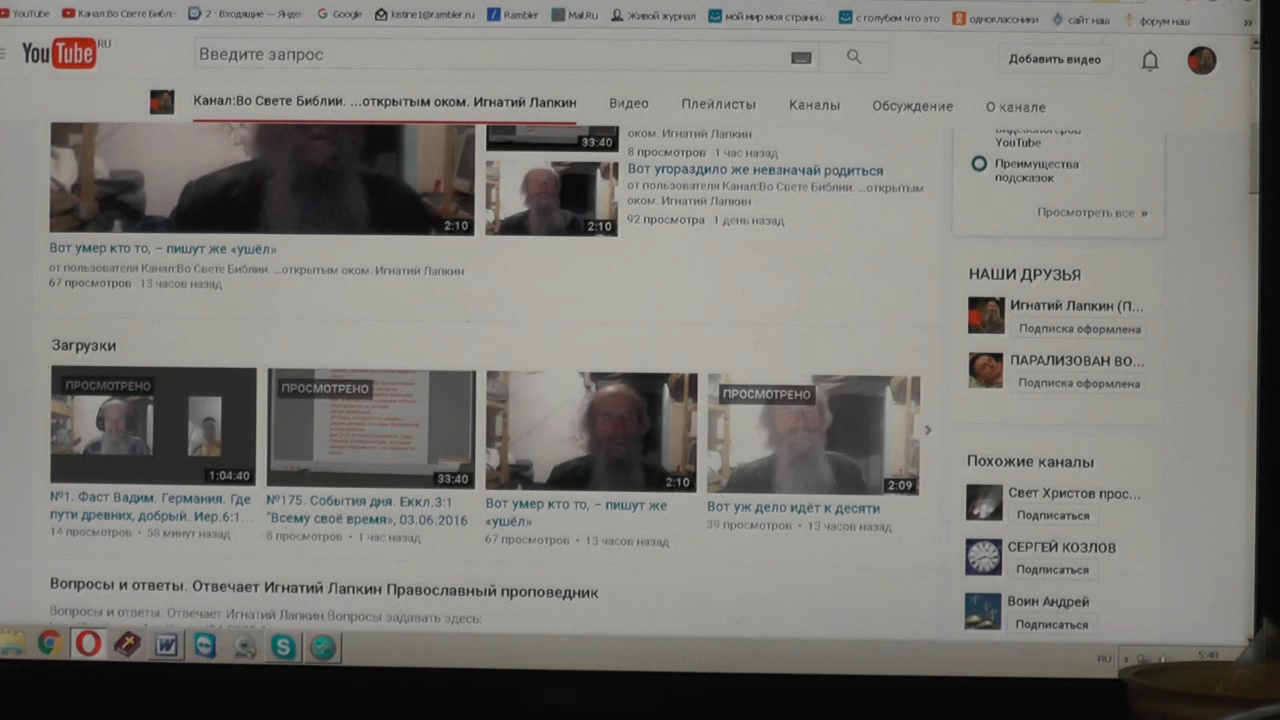 YouTube
Канал:Во Свете Библ
2 · Входящие — Янде
Google
kistine1@rambler.ru
Rambler
Mail.Ru
Живой журнал
мой мир моя страниц
с голубем что это
одноклассники
сайт наш
форум наш
»
YouTube RU
Введите запрос
Добавить видео
Канал:Во Свете Библии. ...открытым оком. Игнатий Лапкин
Видео
Плейлисты
Каналы
Обсуждение
О канале
2:10
Вот умер кто то, – пишут же «ушёл»
от пользователя Канал:Во Свете Библии. ...открытым оком. Игнатий Лапкин
67 просмотров 13 часов назад
33:40
оком. Игнатий Лапкин
8 просмотров 1 час назад
2:10
Вот угораздило же невзначай родиться
от пользователя Канал:Во Свете Библии. ...открытым
оком. Игнатий Лапкин
92 просмотра 1 день назад
YouTube
Преимущества
подсказок
Просмотреть все »
НАШИ ДРУЗЬЯ
Игнатий Лапкин (П...
Подписка оформлена
ПАРАЛИЗОВАН ВО...
Подписка оформлена
Загрузки
ПРОСМОТРЕНО
1:04:40
№1. Фаст Вадим. Германия. Где
пути древних, добрый. Иер.6:1...
14 просмотров • 58 минут назад
ПРОСМОТРЕНО
33:40
№175. События дня. Еккл.3:1
"Всему своё время», 03.06.2016
8 просмотров • 1 час назад
2:10
Вот умер кто то, – пишут же
«ушёл»
67 просмотров • 13 часов назад
ПРОСМОТРЕНО
2:09
Вот уж дело идёт к десяти
39 просмотров • 13 часов назад
Похожие каналы
Свет Христов прос...
Подписаться
СЕРГЕЙ КОЗЛОВ
Подписаться
Воин Андрей
Подписаться
Вопросы и ответы. Отвечает Игнатий Лапкин Православный проповедник
Вопросы и ответы. Отвечает Игнатий Лапкин.Вопросы задавать здесь:
RU
5:40